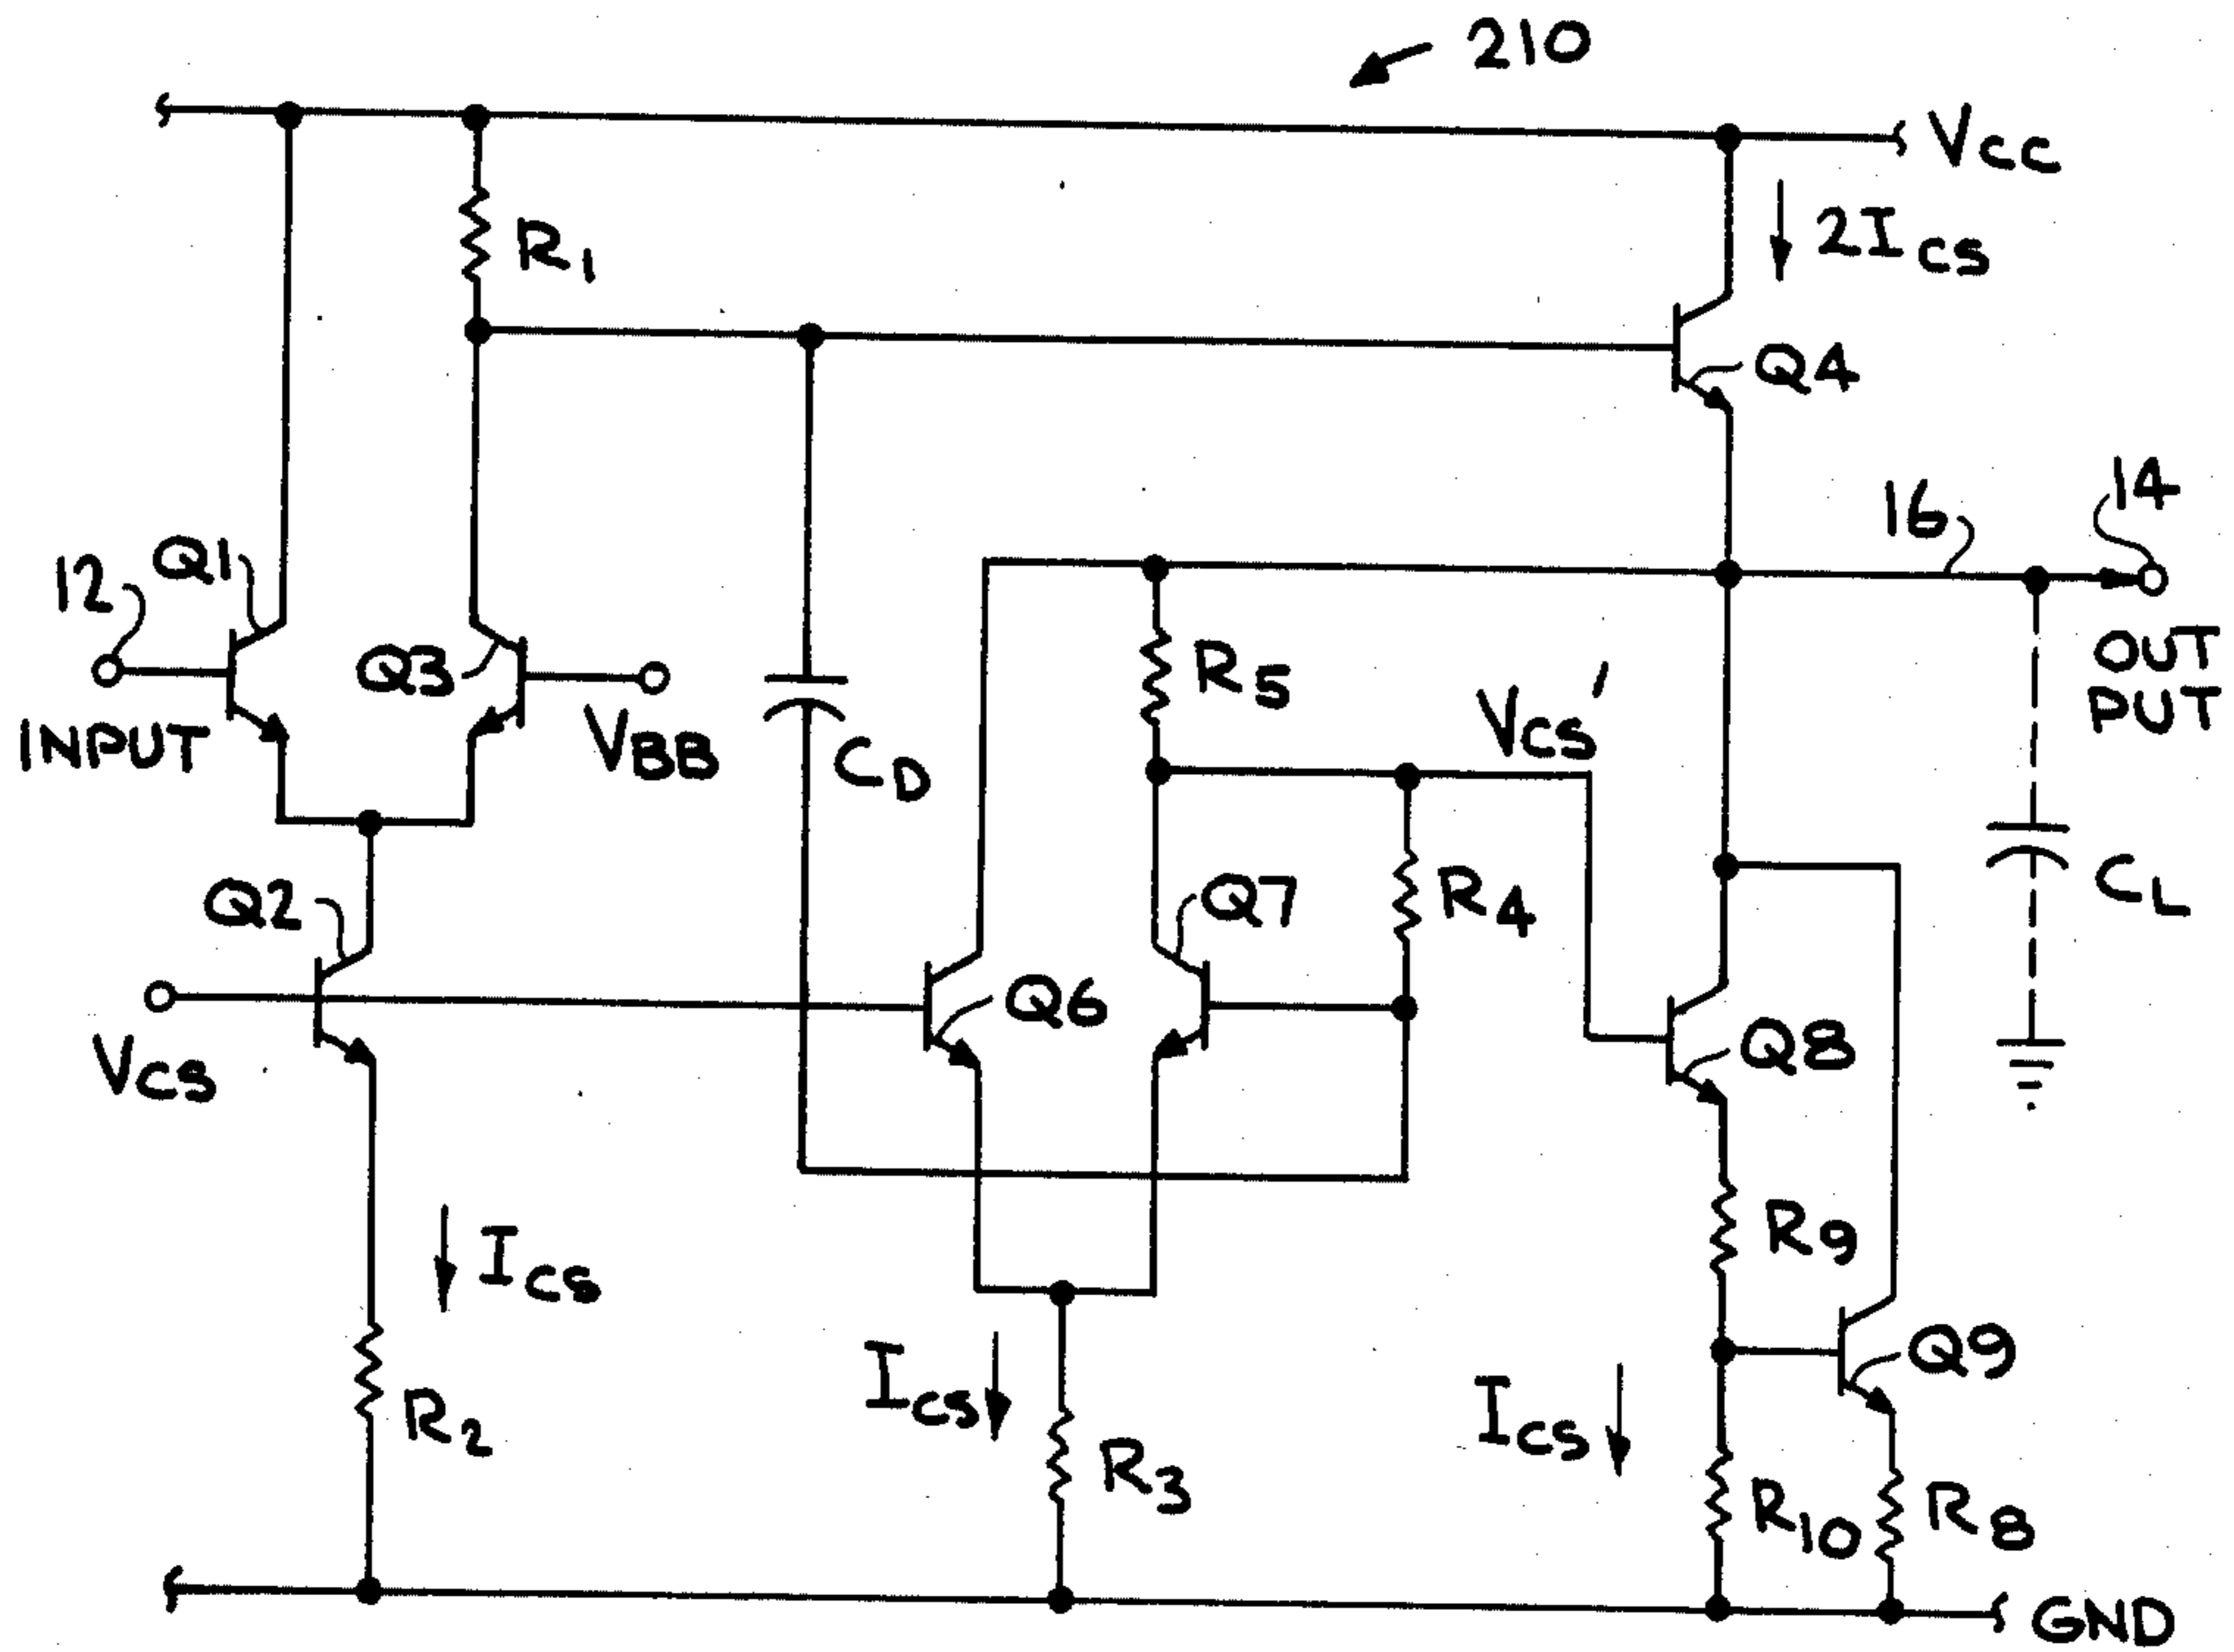 210
VCC
2ICS
R1
Q4
16
14
12
Q1
Q3
R5
OUT
PUT
INPUT
VBB
CD
VCS'
Q2
Q7
R4
CL
Q6
Q8
VCS
R9
ICS
ICS
Q9
ICS
R2
R3
R10
R8
GND